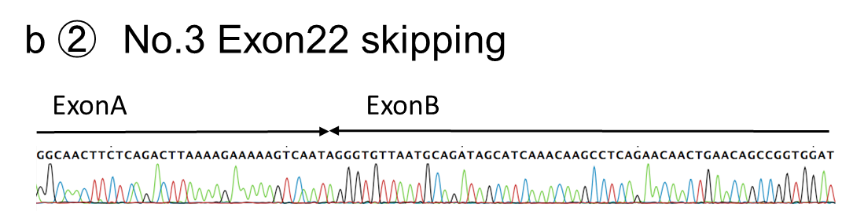 b ② No.3 Exon22 skipping
ExonA ExonB
GGCAACTTCTCAGACTTAAAAGAAAAAGTCAATAGGGTGTTAATGCAGATAGCATCAAACAAGCCTCAGAACAACTGAACAGCCGGTGGAT